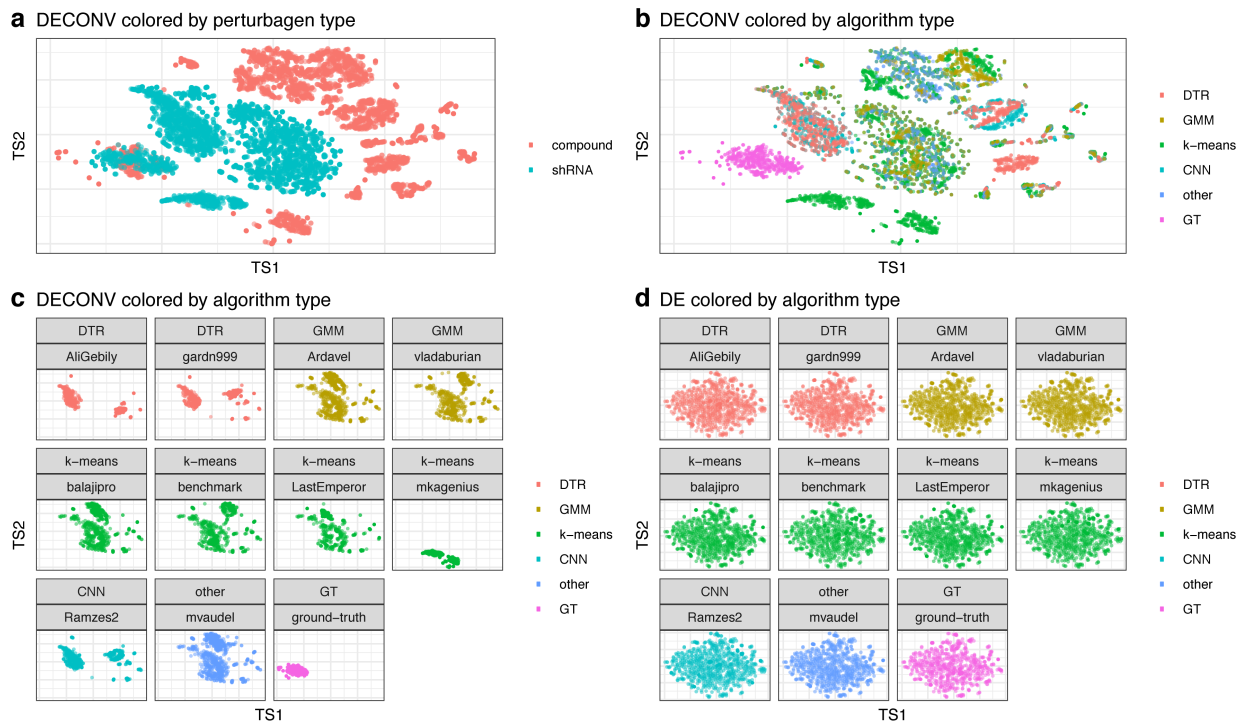 a DECONV colored by perturbagen type
TS2
TS1
compound
shRNA
b DECONV colored by algorithm type
TS2
TS1
DTR
GMM
k-means
CNN
other
GT
c DECONV colored by algorithm type
DTR DTR GMM GMM
AliGebily gardn999 Ardavel vladaburian
k-means k-means k-means k-means
balajipro benchmark LastEmperor mkagenius
CNN other GT
Ramzes2 mvaudel ground-truth
TS2
TS1
DTR
GMM
k-means
CNN
other
GT
d DE colored by algorithm type
DTR DTR GMM GMM
AliGebily gardn999 Ardavel vladaburian
k-means k-means k-means k-means
balajipro benchmark LastEmperor mkagenius
CNN other GT
Ramzes2 mvaudel ground-truth
TS2
TS1
DTR
GMM
k-means
CNN
other
GT